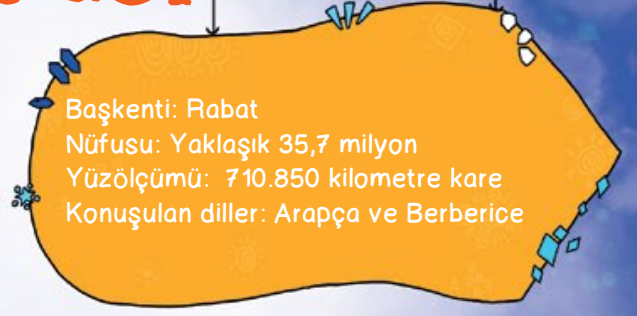 Başkenti: Rabat
Nüfusu: Yaklaşık 35,7 milyon
Yüzölçümü: 710.850 kilometre kare
Konuşulan diller: Arapça ve Berberice